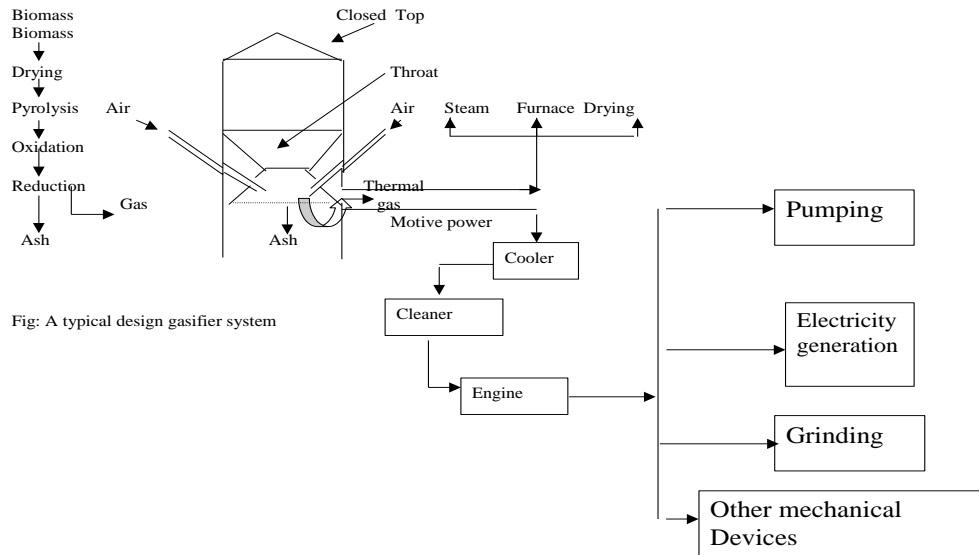 Biomass
Biomass
Drying
Pyrolysis
Oxidation
Reduction
Gas
Ash
Closed Top
Throat
Air
Air
Steam
Furnace Drying
Thermal
gas
Motive power
Ash
Cooler
Cleaner
Engine
Pumping
Electricity
generation
Grinding
Other mechanical
Devices
Fig: A typical design gasifier system